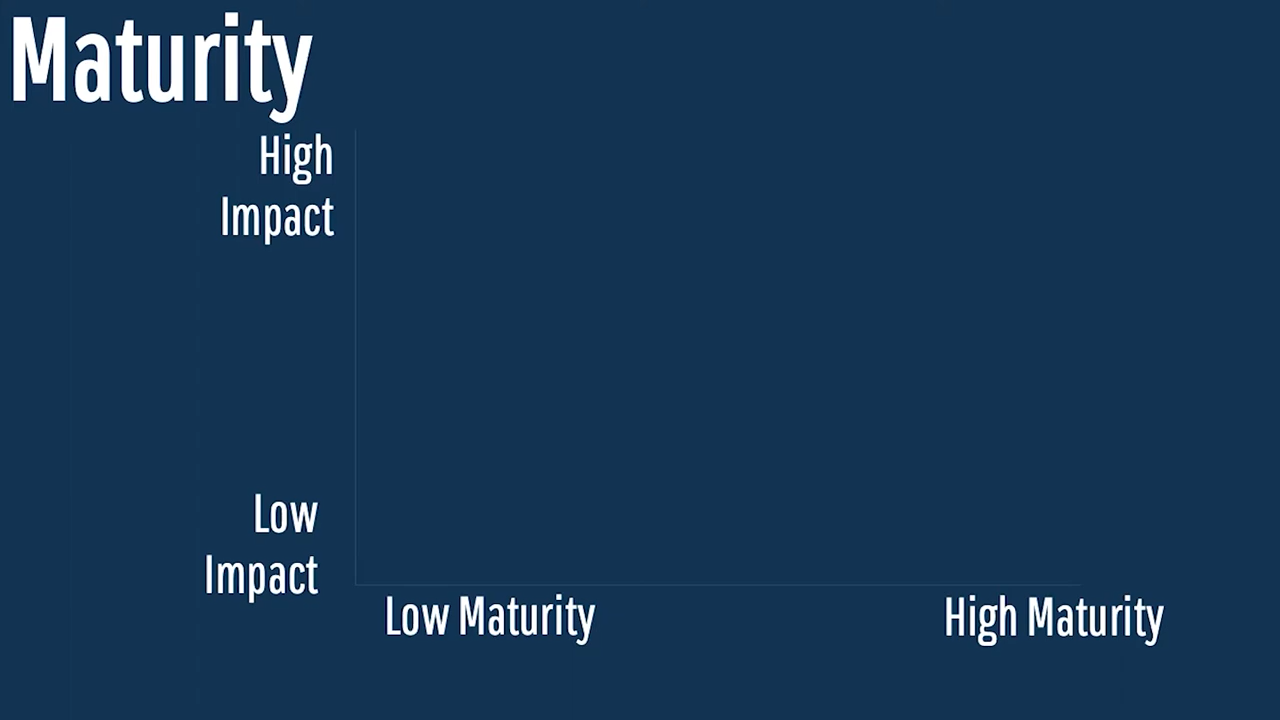 Maturity
High
Impact
Low
Impact
Low Maturity
High Maturity